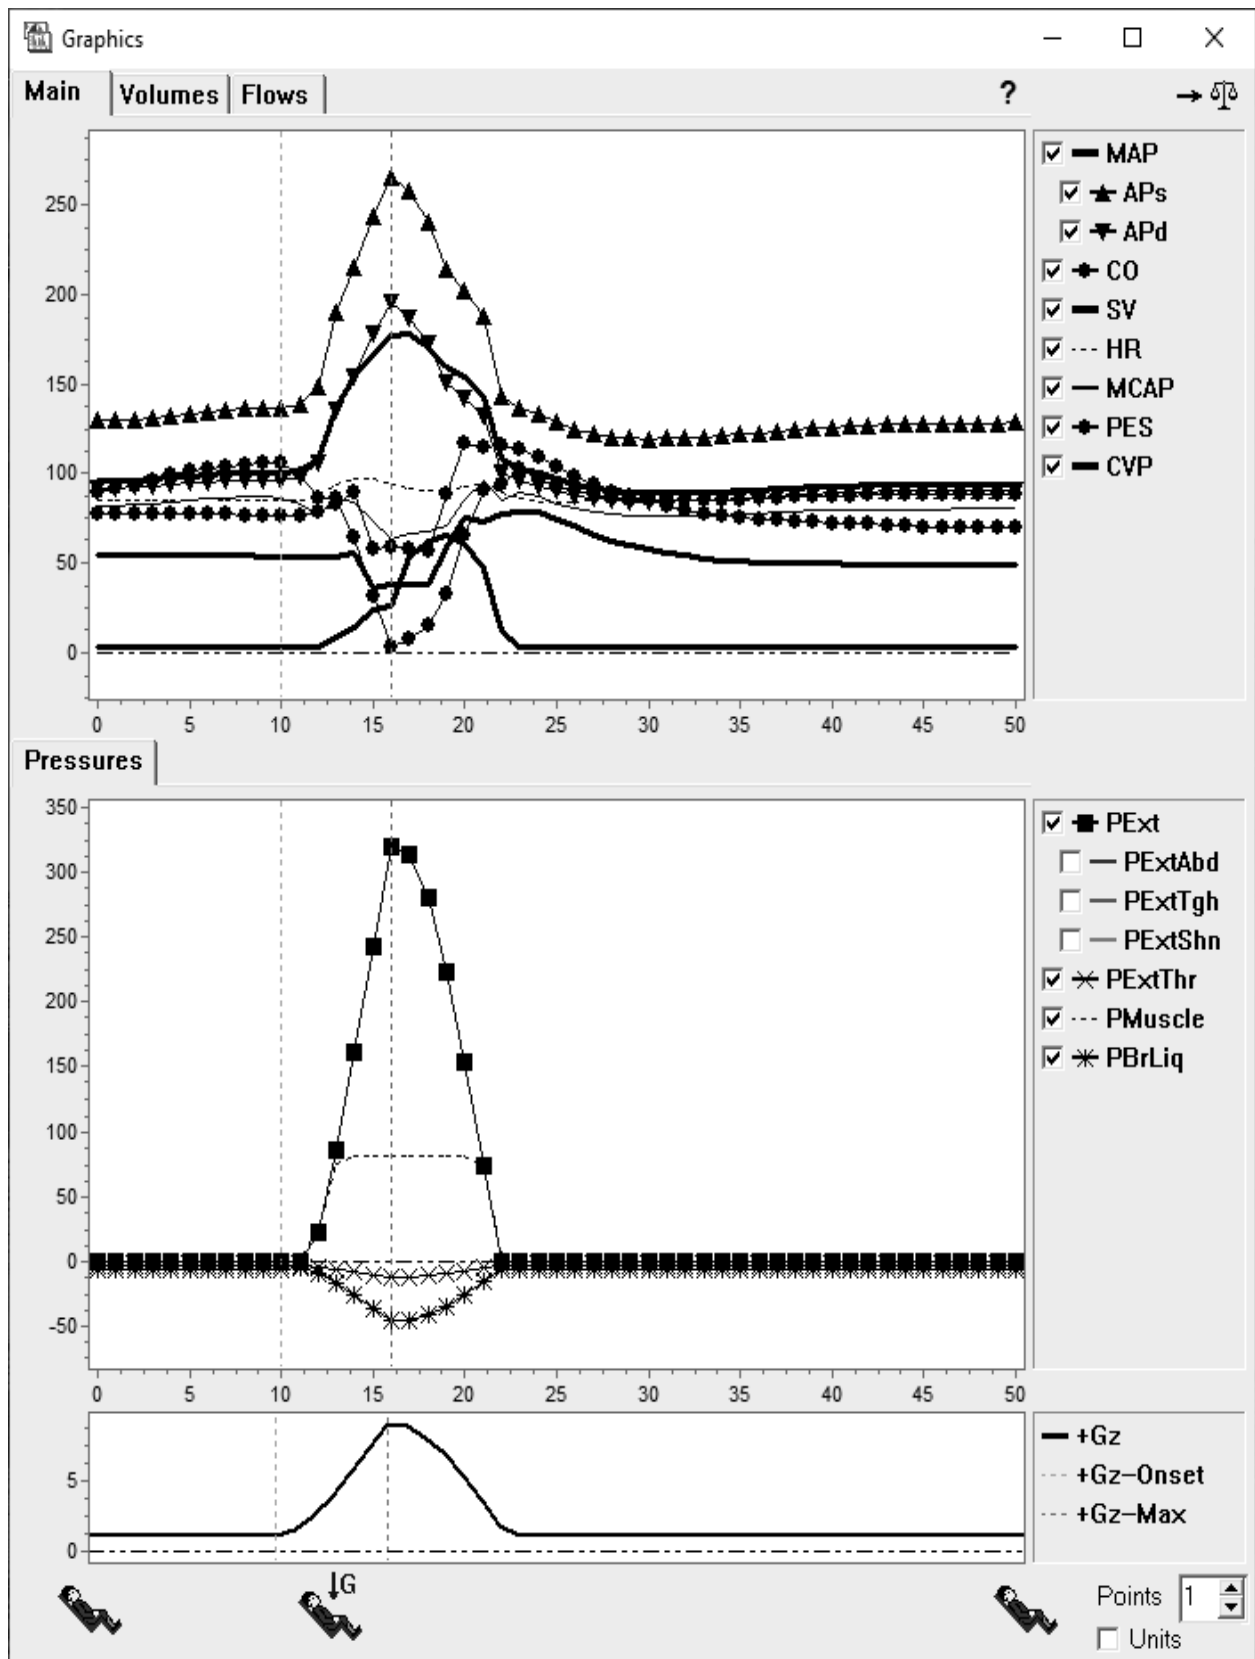 Graphics
Main Volumes Flows ?
250
200
150
100
50
0
0 5 10 15 20 25 30 35 40 45 50
MAP
APs
APd
CO
SV
HR
MCAP
PES
CVP
Pressures
350
300
250
200
150
100
50
0
-50
0 5 10 15 20 25 30 35 40 45 50
PExt
PExtAbd
PExtTgh
PExtShn
PExtThr
PMuscle
PBrLiq
5
0
+Gz
+Gz-Onset
+Gz-Max
G
Points 1
Units